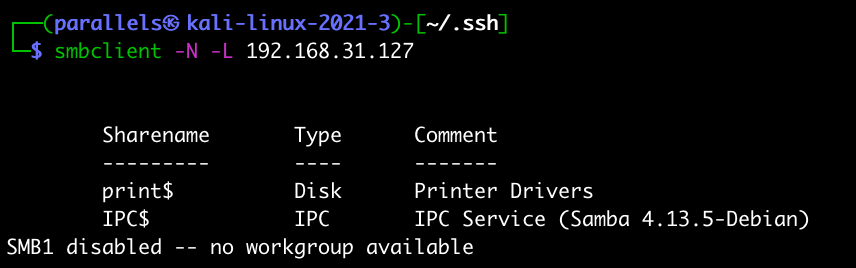 ┌──(parallels㉿kali-linux-2021-3)-[~/.ssh]
└─$ smbclient -N -L 192.168.31.127
Sharename Type Comment
--------- ---- -------
print$ Disk Printer Drivers
IPC$ IPC IPC Service (Samba 4.13.5-Debian)
SMB1 disabled -- no workgroup available